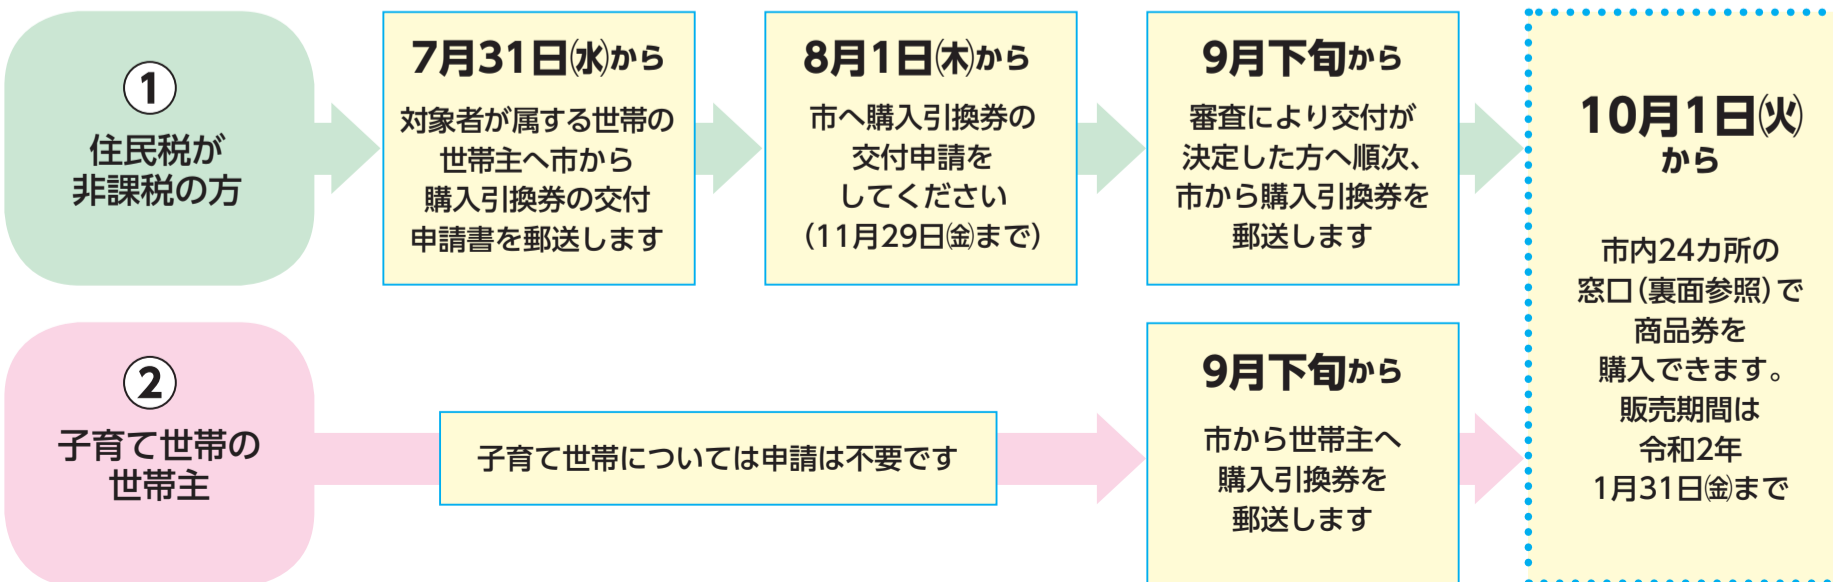 ①
住民税が
非課税の方
7月31日㈬から
対象者が属する世帯の
世帯主へ市から
購入引換券の交付
申請書を郵送します
8月1日㈭から
市へ購入引換券の
交付申請を
してください
（11月29日㈮まで）
9月下旬から
審査により交付が
決定した方へ順次、
市から購入引換券を
郵送します
②
子育て世帯の
世帯主
子育て世帯については申請は不要です
9月下旬から
市から世帯主へ
購入引換券を
郵送します
10月1日㈫
から
市内24カ所の
窓口（裏面参照）で
商品券を
購入できます。
販売期間は
令和2年
1月31日㈮まで